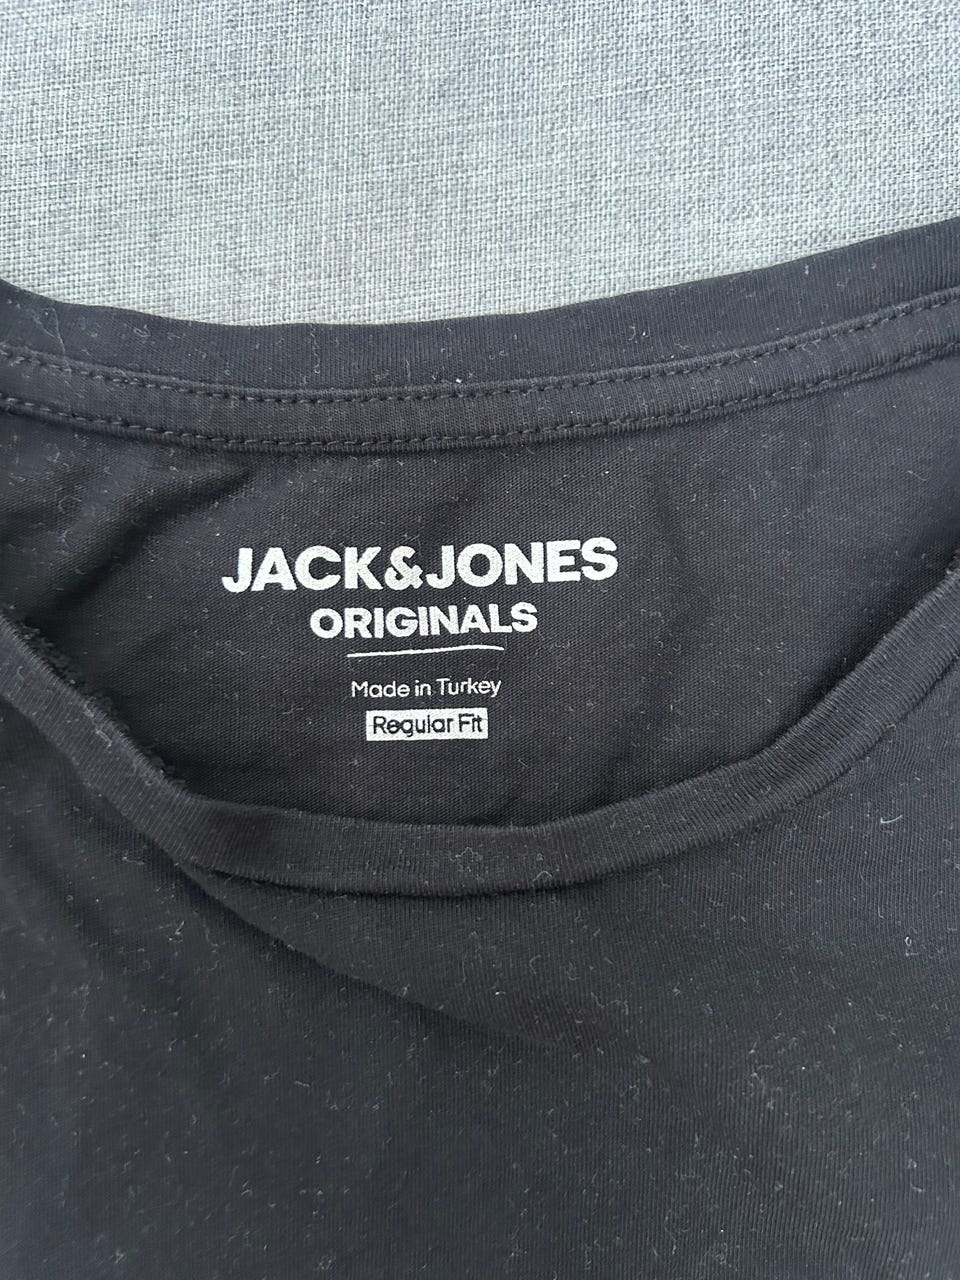 JACK&JONES
ORIGINALS
Made in Turkey
Regular Fit